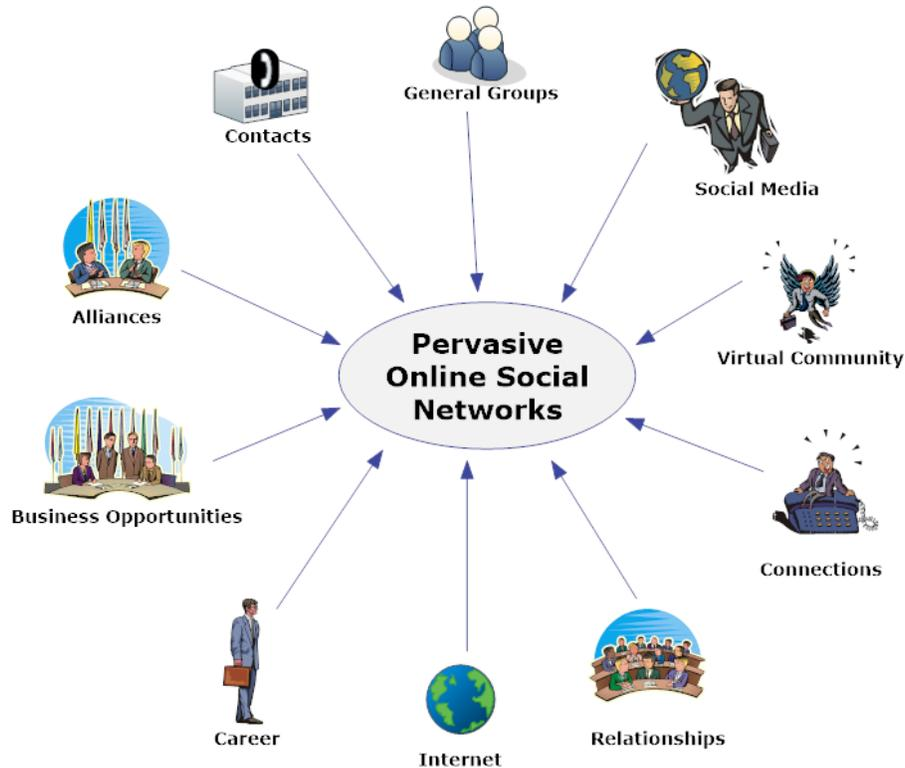 General Groups
Contacts
Social Media
Alliances
Virtual Community
Pervasive
Online Social
Networks
Business Opportunities
Connections
Career
Relationships
Internet